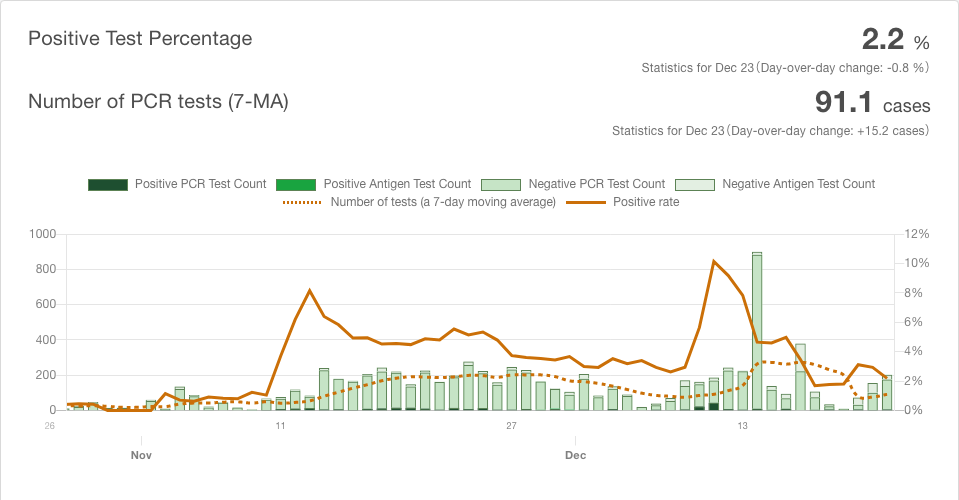 Positive Test Percentage
2.2 %
Statistics for Dec 23(Day-over-day change: -0.8 %)
Number of PCR tests (7-MA)
91.1 cases
Statistics for Dec 23(Day-over-day change: +15.2 cases)
Positive PCR Test Count Positive Antigen Test Count Negative PCR Test Count Negative Antigen Test Count
Number of tests (a 7-day moving average) Positive rate
1000 12%
10%
800
8%
600
6%
400
4%
200
2%
0 0%
26 11 27 13
Nov Dec